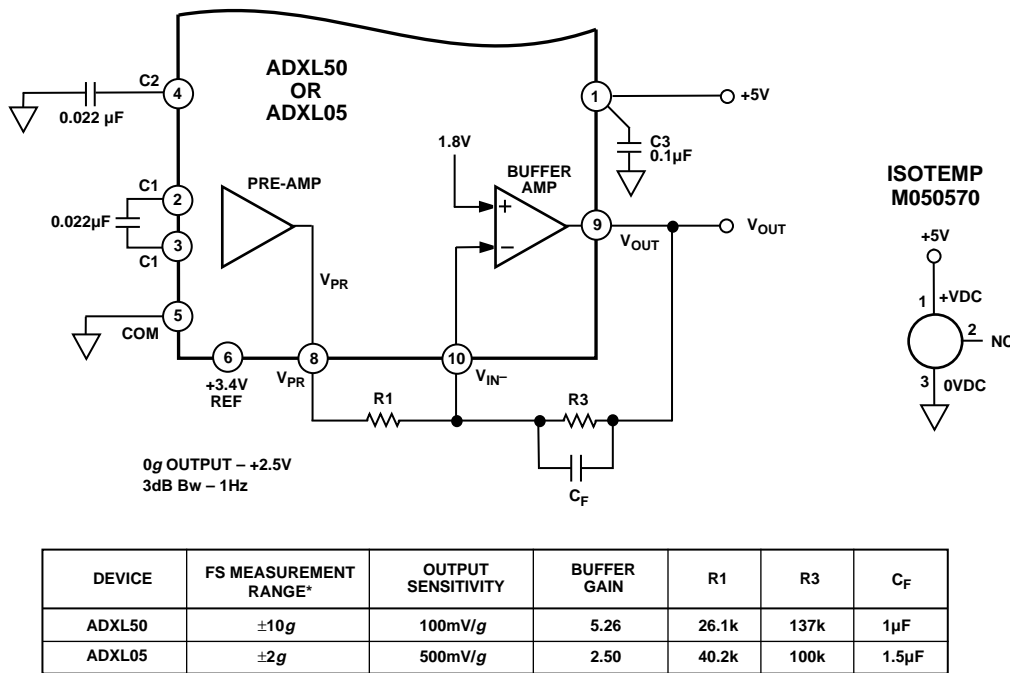 ADXL50
OR
ADXL05
C2
4
0.022 µF
1
+5V
C3
0.1µF
1.8V
BUFFER
AMP
PRE-AMP
C1
2
0.022µF
3
C1
+
–
9
V_OUT
V_OUT
V_PR
5
COM
6
+3.4V
REF
8
V_PR
10
V_IN–
R1
R3
C_F
0g OUTPUT – +2.5V
3dB Bw – 1Hz
ISOTEMP
M050570
+5V
1
+VDC
2
NC
3
0VDC
DEVICE	FS MEASUREMENT RANGE*	OUTPUT SENSITIVITY	BUFFER GAIN	R1	R3	C_F
ADXL50	±10g	100mV/g	5.26	26.1k	137k	1µF
ADXL05	±2g	500mV/g	2.50	40.2k	100k	1.5µF